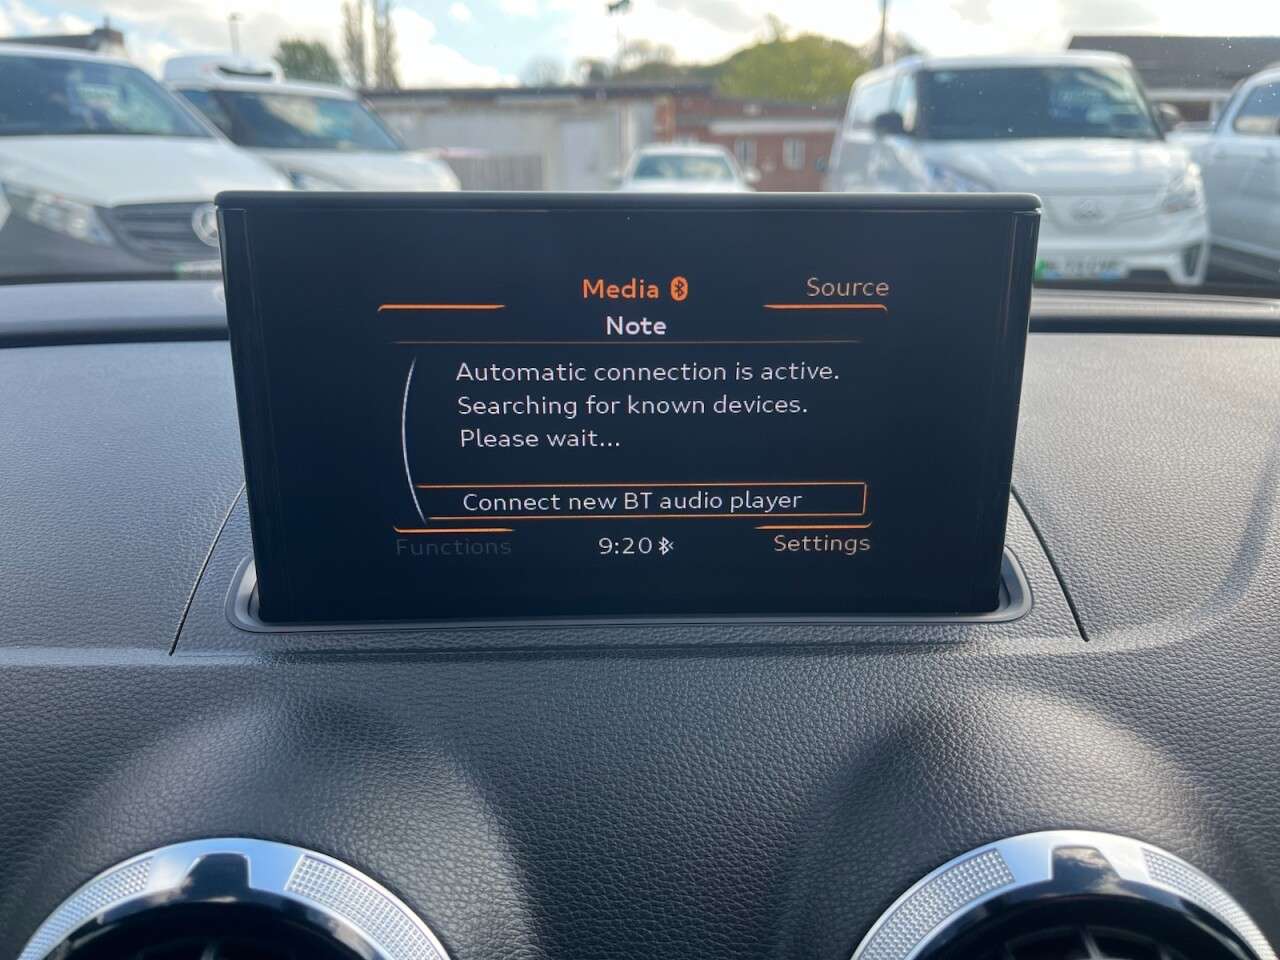 Media
Source
Note
Automatic connection is active.
Searching for known devices.
Please wait...
Connect new BT audio player
Functions
9:20
Settings